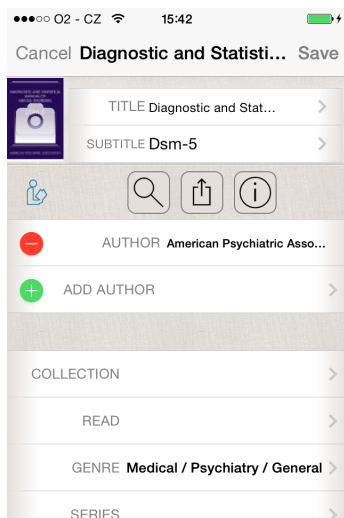 O2 - CZ 15:42
Cancel Diagnostic and Statisti... Save
TITLE Diagnostic and Stat...
SUBTITLE Dsm-5
AUTHOR American Psychiatric Asso...
ADD AUTHOR
COLLECTION
READ
GENRE Medical / Psychiatry / General
SERIES